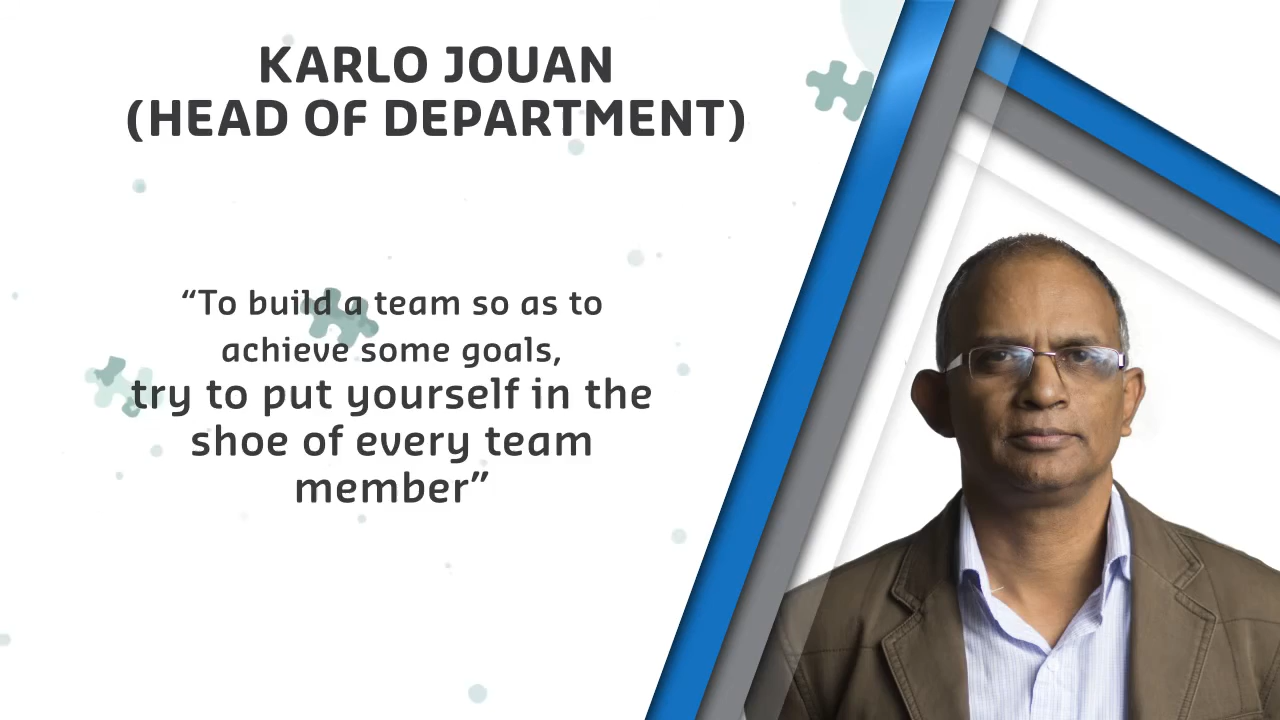 KARLO JOUAN
(HEAD OF DEPARTMENT)
“To build a team so as to
achieve some goals,
try to put yourself in the
shoe of every team
member”